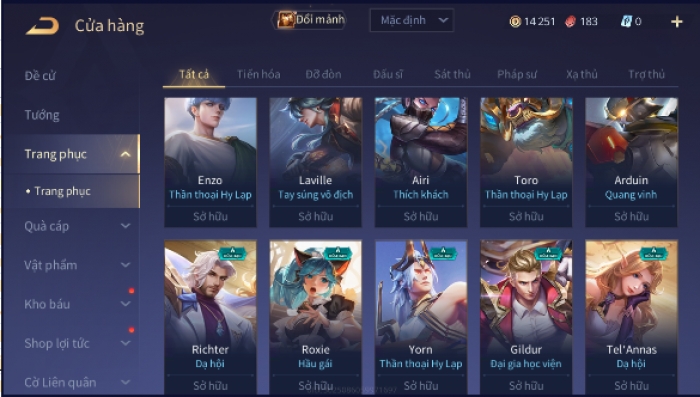 Cửa hàng
Đổi mảnh
Mặc định
14 251
183
0
Đề cử
Tướng
Trang phục
Trang phục
Quà cáp
Vật phẩm
Kho báu
Shop lợi tức
Cờ Liên quân
Tất cả
Tiến hóa
Đỡ đòn
Đấu sĩ
Sát thủ
Pháp sư
Xạ thủ
Trợ thủ
Enzo
Thần thoại Hy Lạp
Sở hữu
Laville
Tay súng vô địch
Sở hữu
Airi
Thích khách
Sở hữu
Toro
Thần thoại Hy Lạp
Sở hữu
Arduin
Quang vinh
Sở hữu
Richter
Dạ hội
Sở hữu
Roxie
Hầu gái
Sở hữu
Yorn
Thần thoại Hy Lạp
Sở hữu
Gildur
Đại gia học viện
Sở hữu
Tel'Annas
Dạ hội
Sở hữu